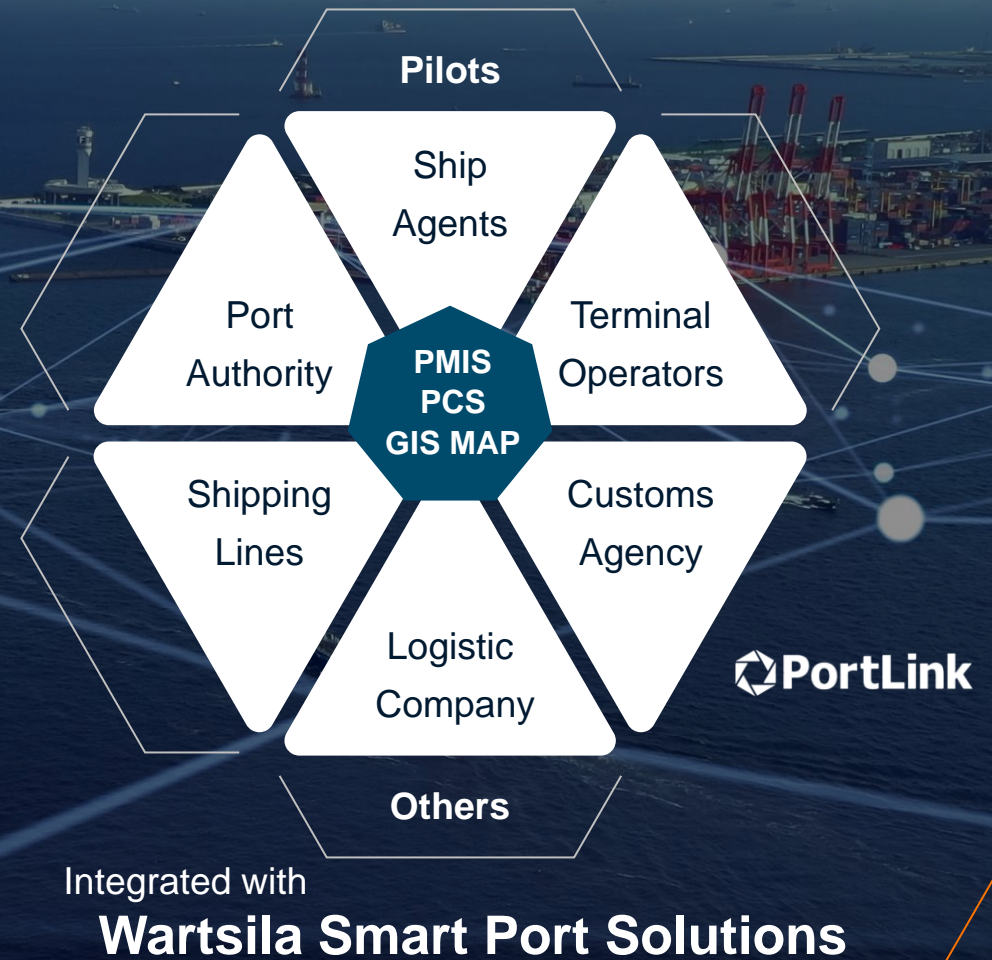 Pilots
Ship
Agents
Port
Authority
Terminal
Operators
PMIS
PCS
GIS MAP
Shipping
Lines
Customs
Agency
Logistic
Company
PortLink
Others
Integrated with
Wartsila Smart Port Solutions